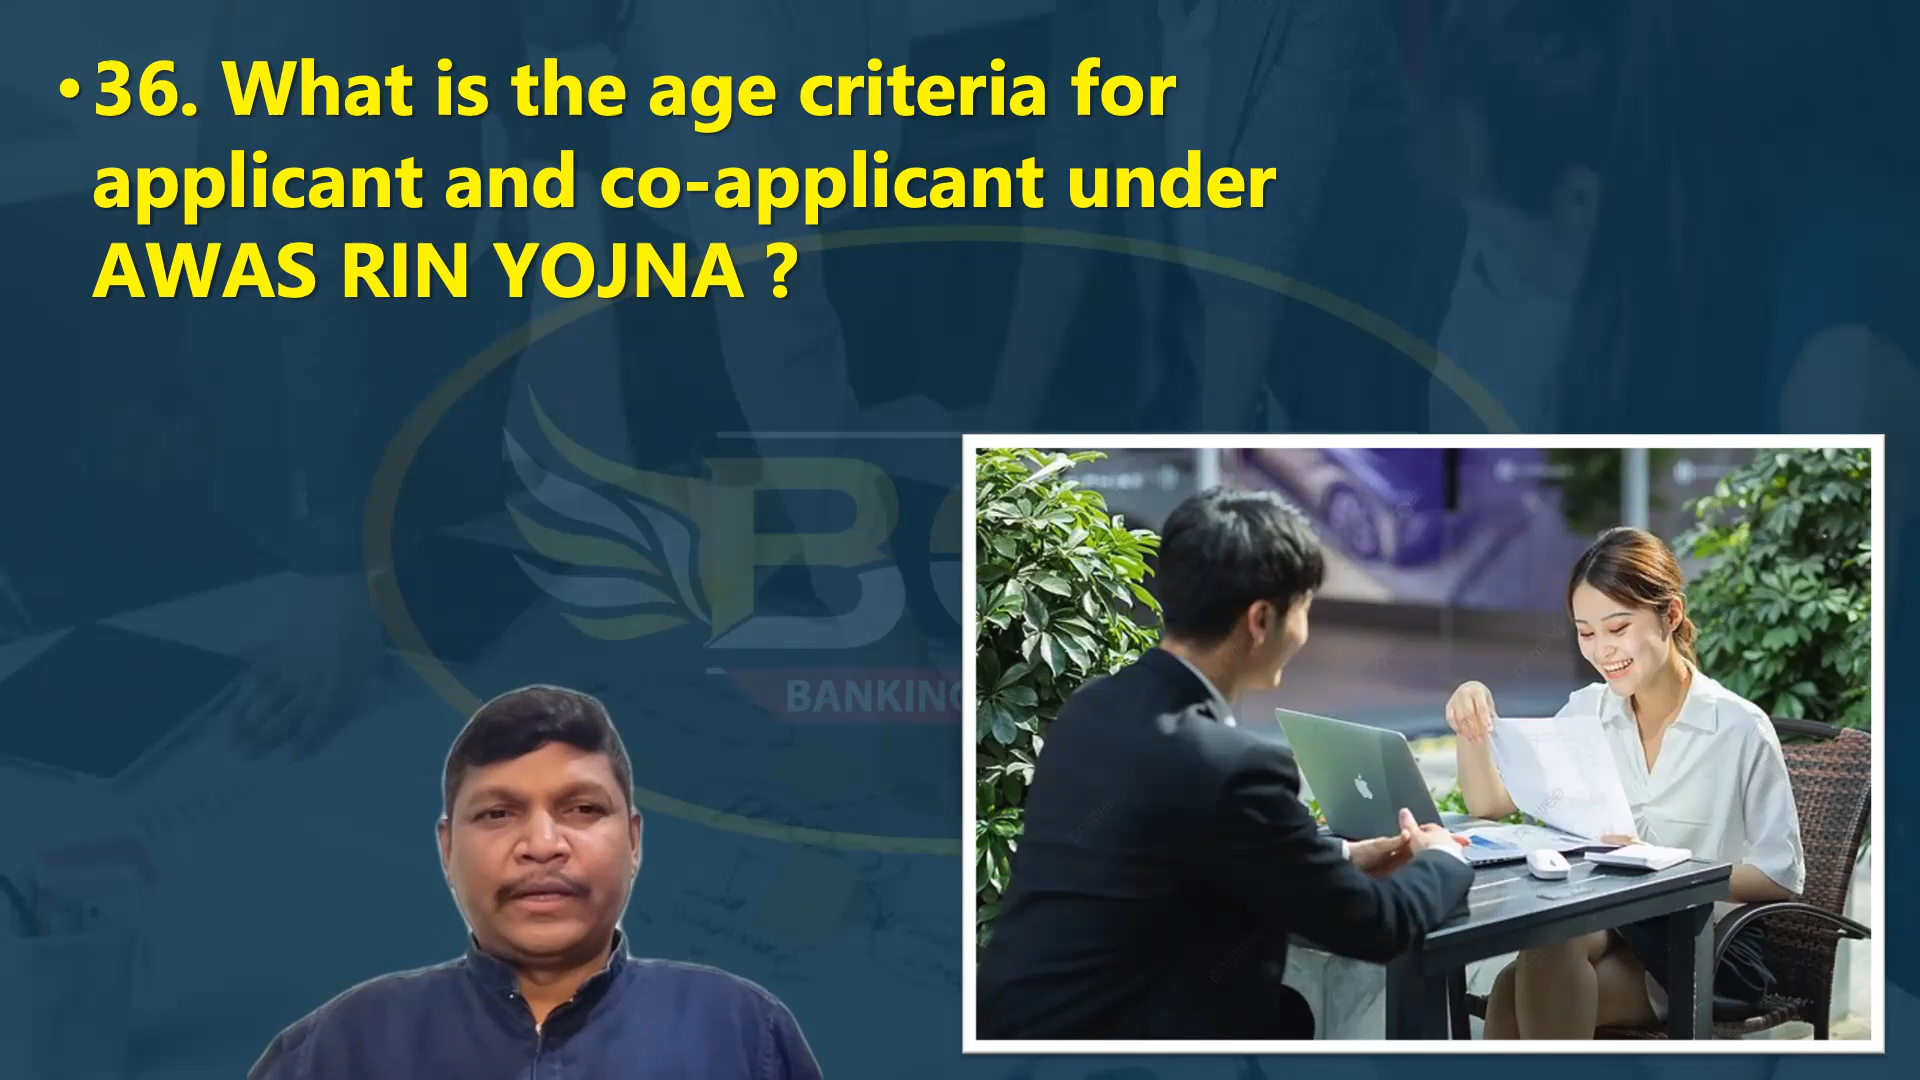 • 36. What is the age criteria for
applicant and co-applicant under
AWAS RIN YOJNA ?
BANKING